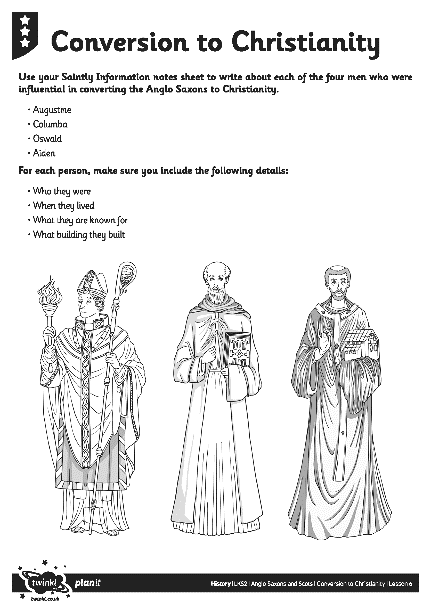 Conversion to Christianity
Use your Saintly Information notes sheet to write about each of the four men who were
influential in converting the Anglo Saxons to Christianity.
• Augustine
• Columba
• Oswald
• Aiden
For each person, make sure you include the following details:
• Who they were
• When they lived
• What they are known for
• What building they built
twinkl planit
twinkl.co.uk
History | LKS2 | Anglo Saxons and Scots | Conversion to Christianity | Lesson 6